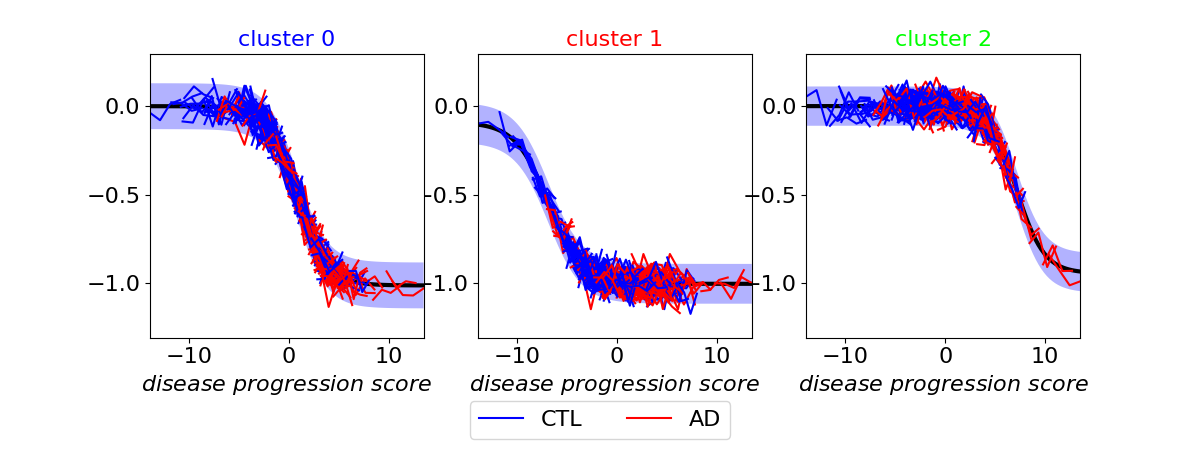 cluster 0 cluster 1 cluster 2
0.0 0.0 0.0
−0.5 −0.5 −0.5
−1.0 −1.0 −1.0
−10 0 10 −10 0 10 −10 0 10
disease progression score disease progression score disease progression score
CTL AD